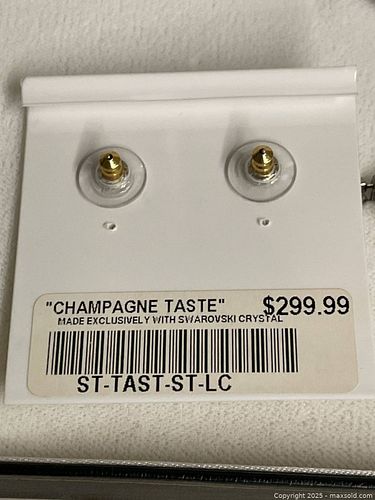 "CHAMPAGNE TASTE" $299.99
MADE EXCLUSIVELY WITH SWAROVSKI CRYSTAL
ST-TAST-ST-LC
Copyright 2025 - maxsold.com